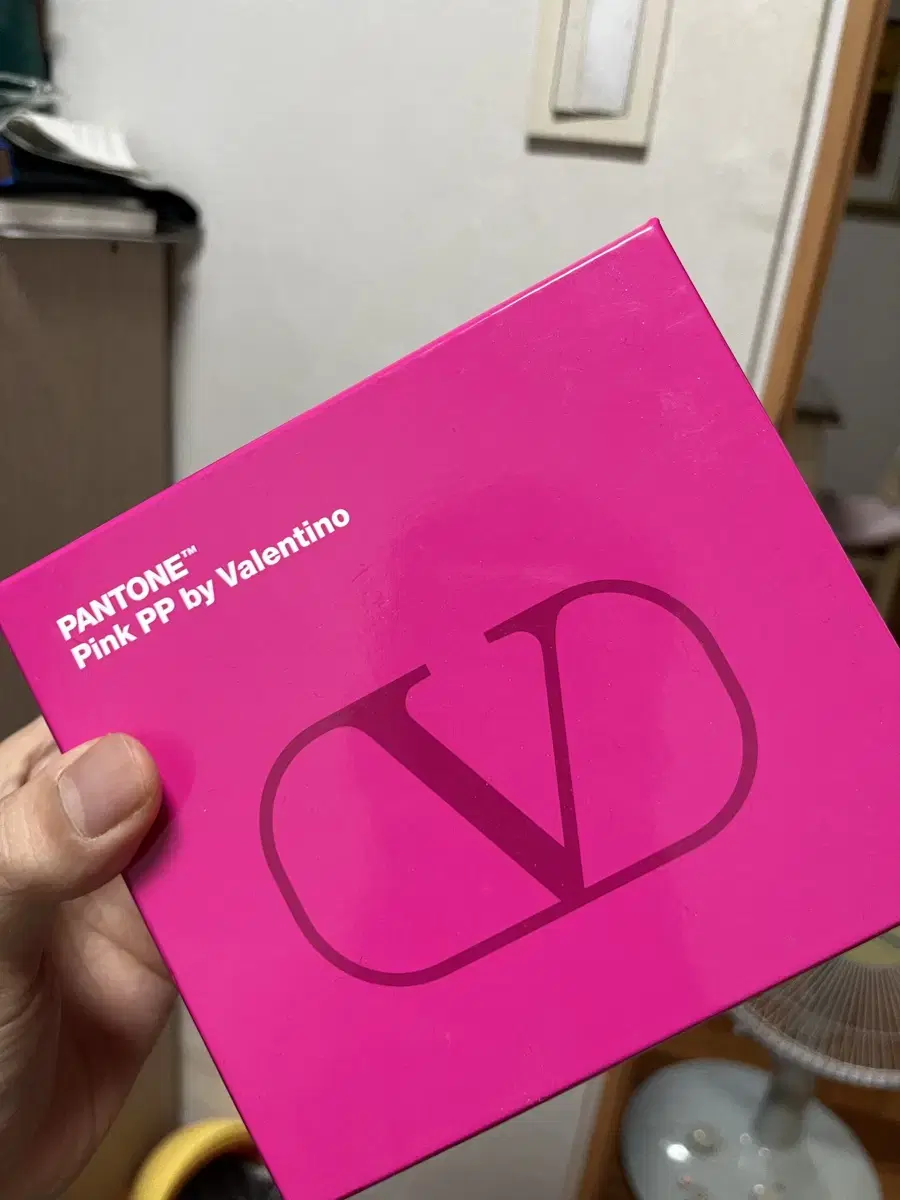 PANTONE™
Pink PP by Valentino
V